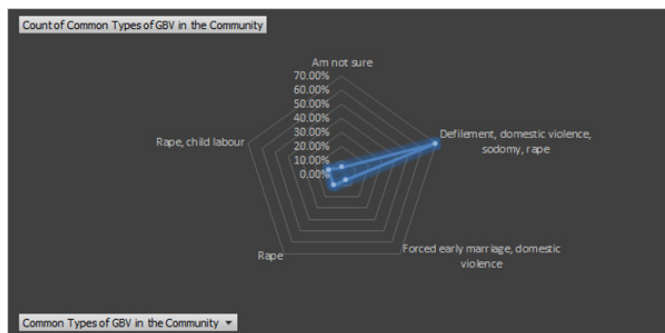 Count of Common Types of GBV in the Community
Am not sure
70.00%
60.00%
50.00%
40.00%
30.00%
20.00%
10.00%
0.00%
Rape, child labour
Defilement, domestic violence,
sodomy, rape
Rape
Forced early marriage, domestic
violence
Common Types of GBV in the Community